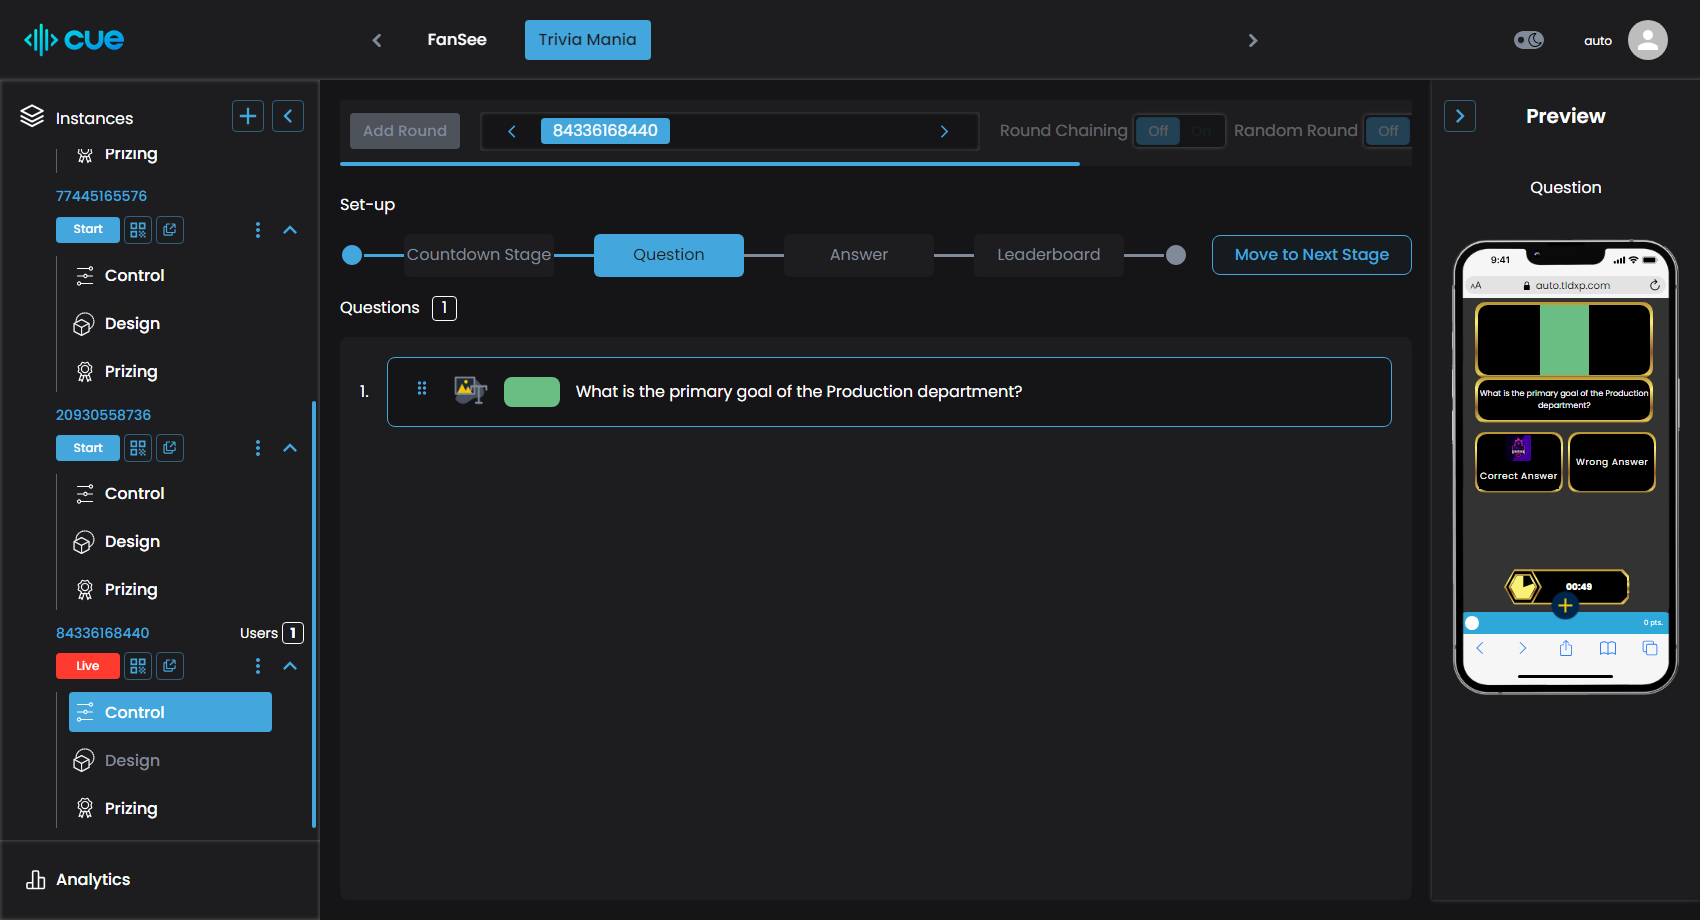 cue
FanSee
Trivia Mania
auto
Instances
Prizing
77445165576
Start
Control
Design
Prizing
20930558736
Start
Control
Design
Prizing
84336168440
Users 1
Live
Control
Design
Prizing
Analytics
Add Round
84336168440
Round Chaining
Off
On
Random Round
Off
Set-up
Countdown Stage
Question
Answer
Leaderboard
Move to Next Stage
Questions 1
1.
What is the primary goal of the Production department?
Preview
Question
9:41
AA
auto.tldxp.com
What is the primary goal of the Production
department?
Correct Answer
Wrong Answer
00:49
0 pts.